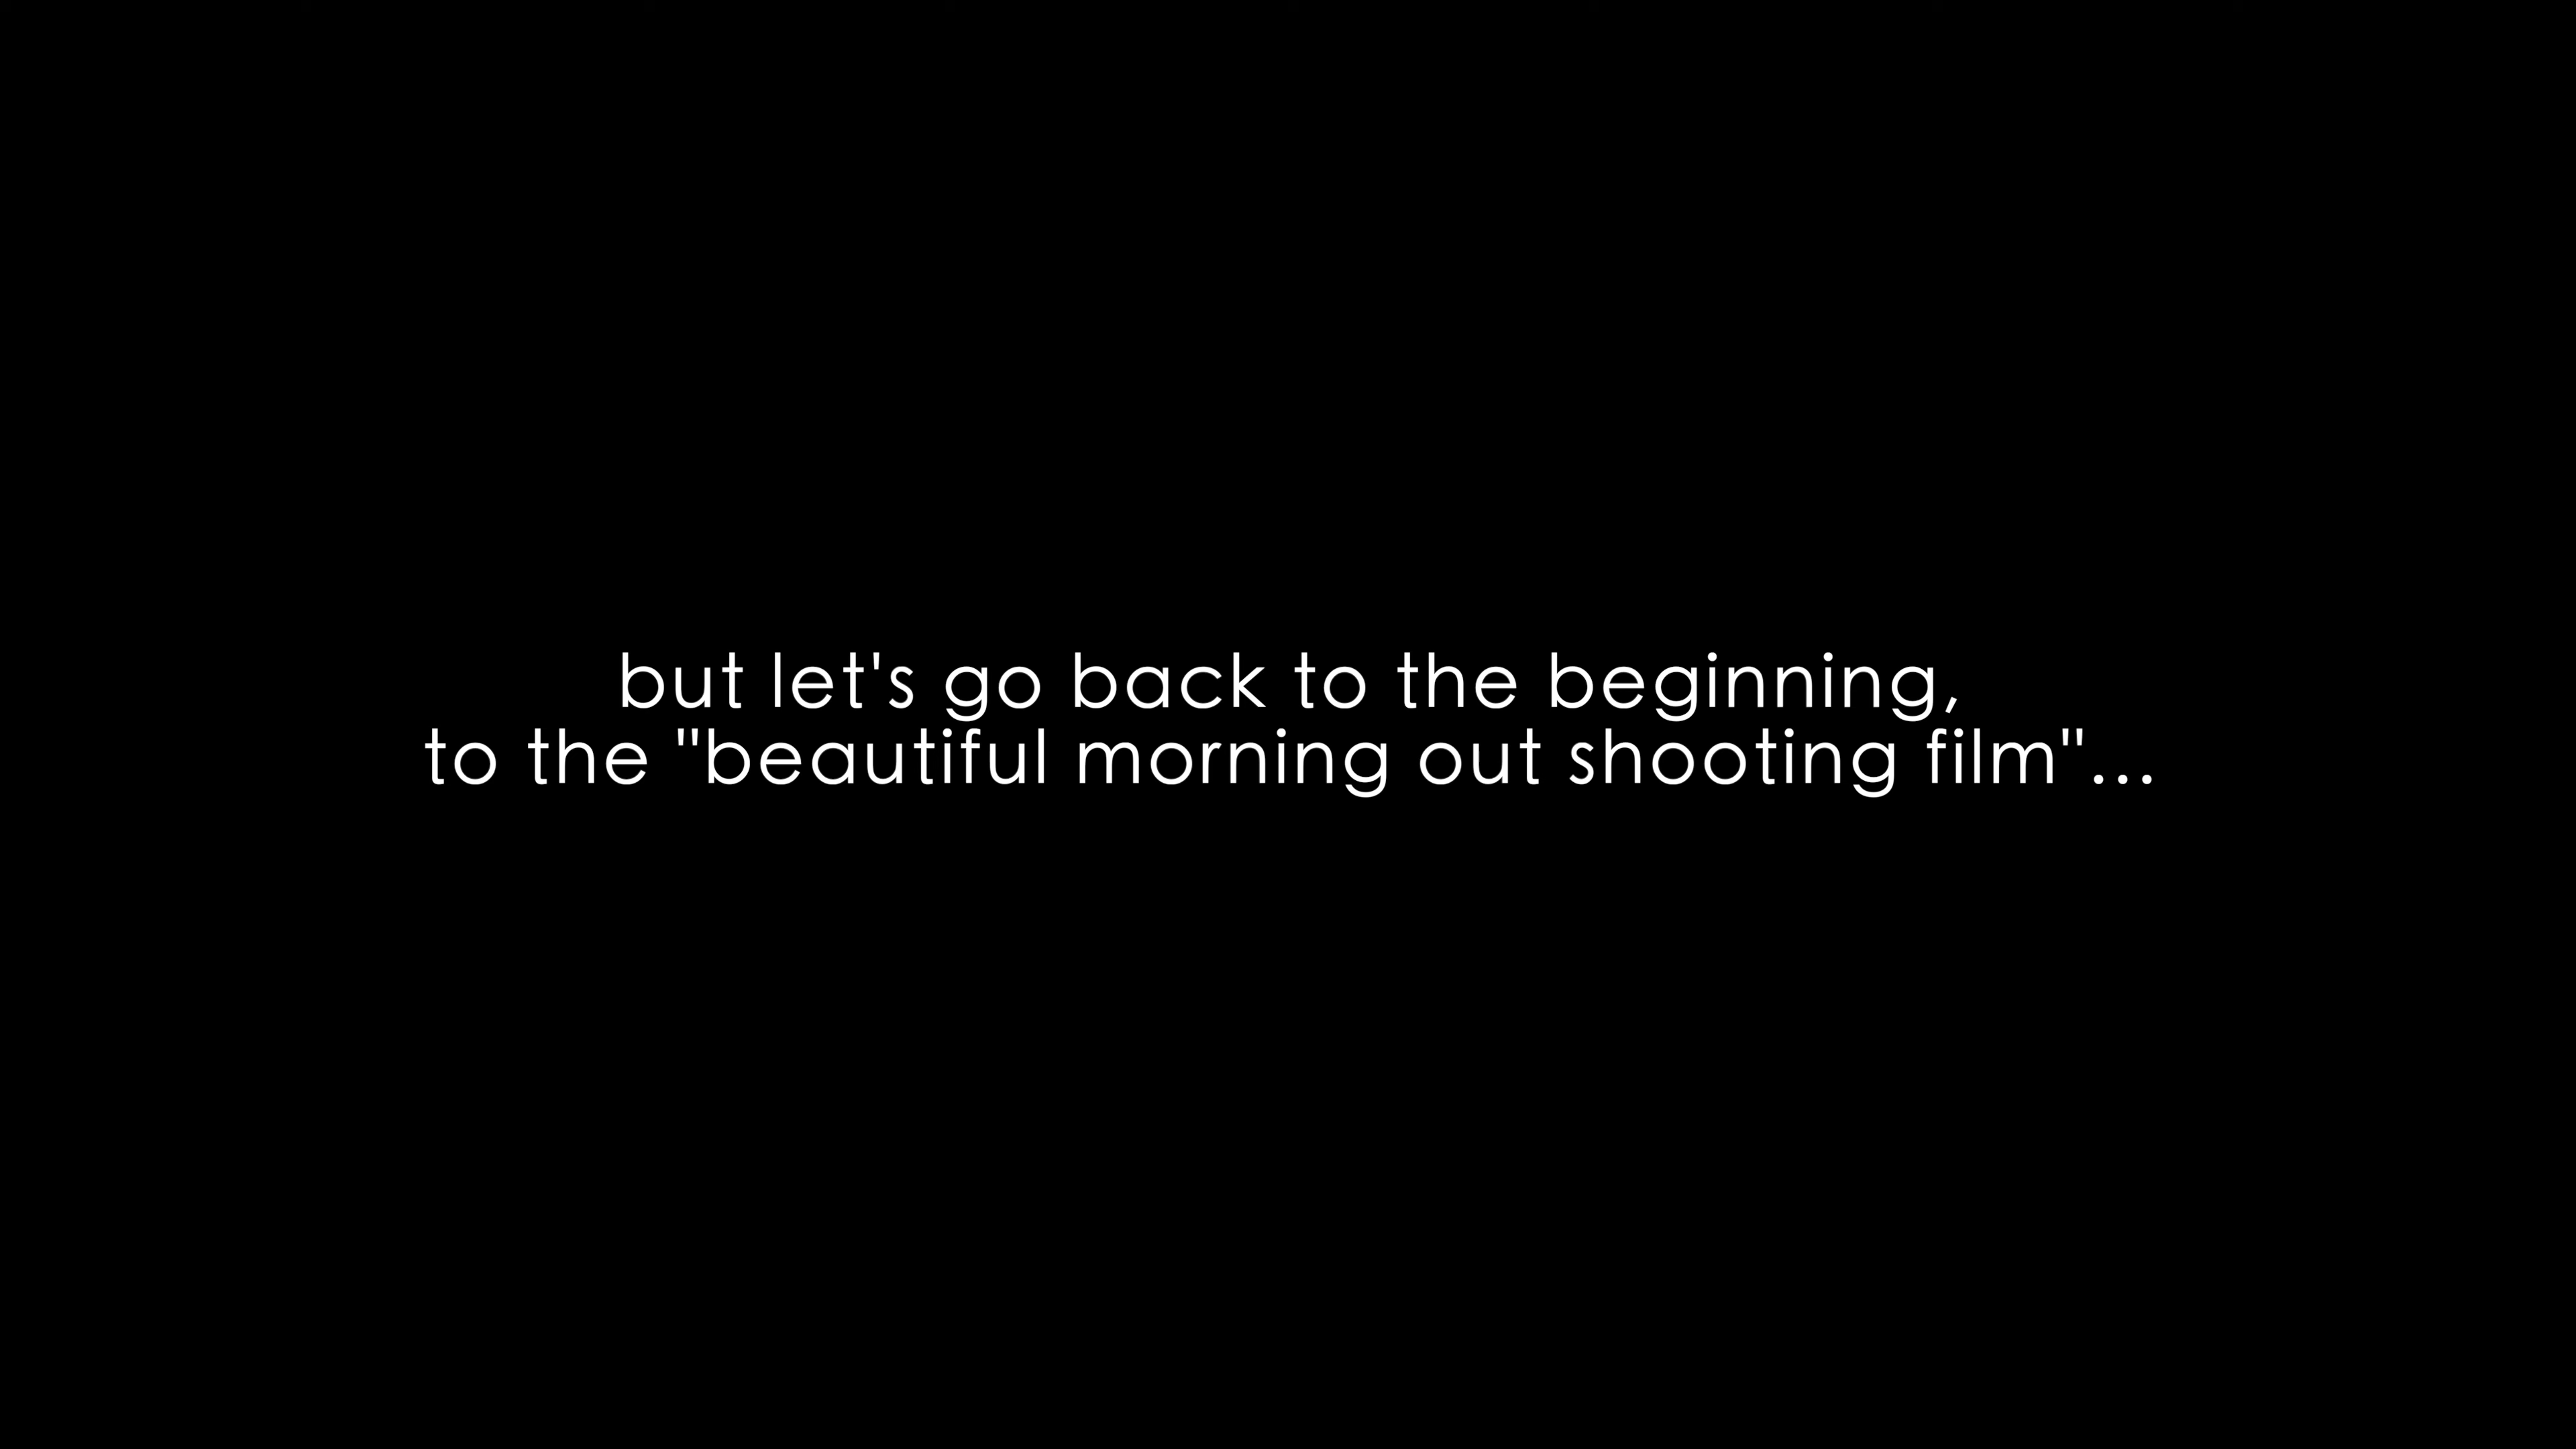 but let's go back to the beginning,
to the "beautiful morning out shooting film"...